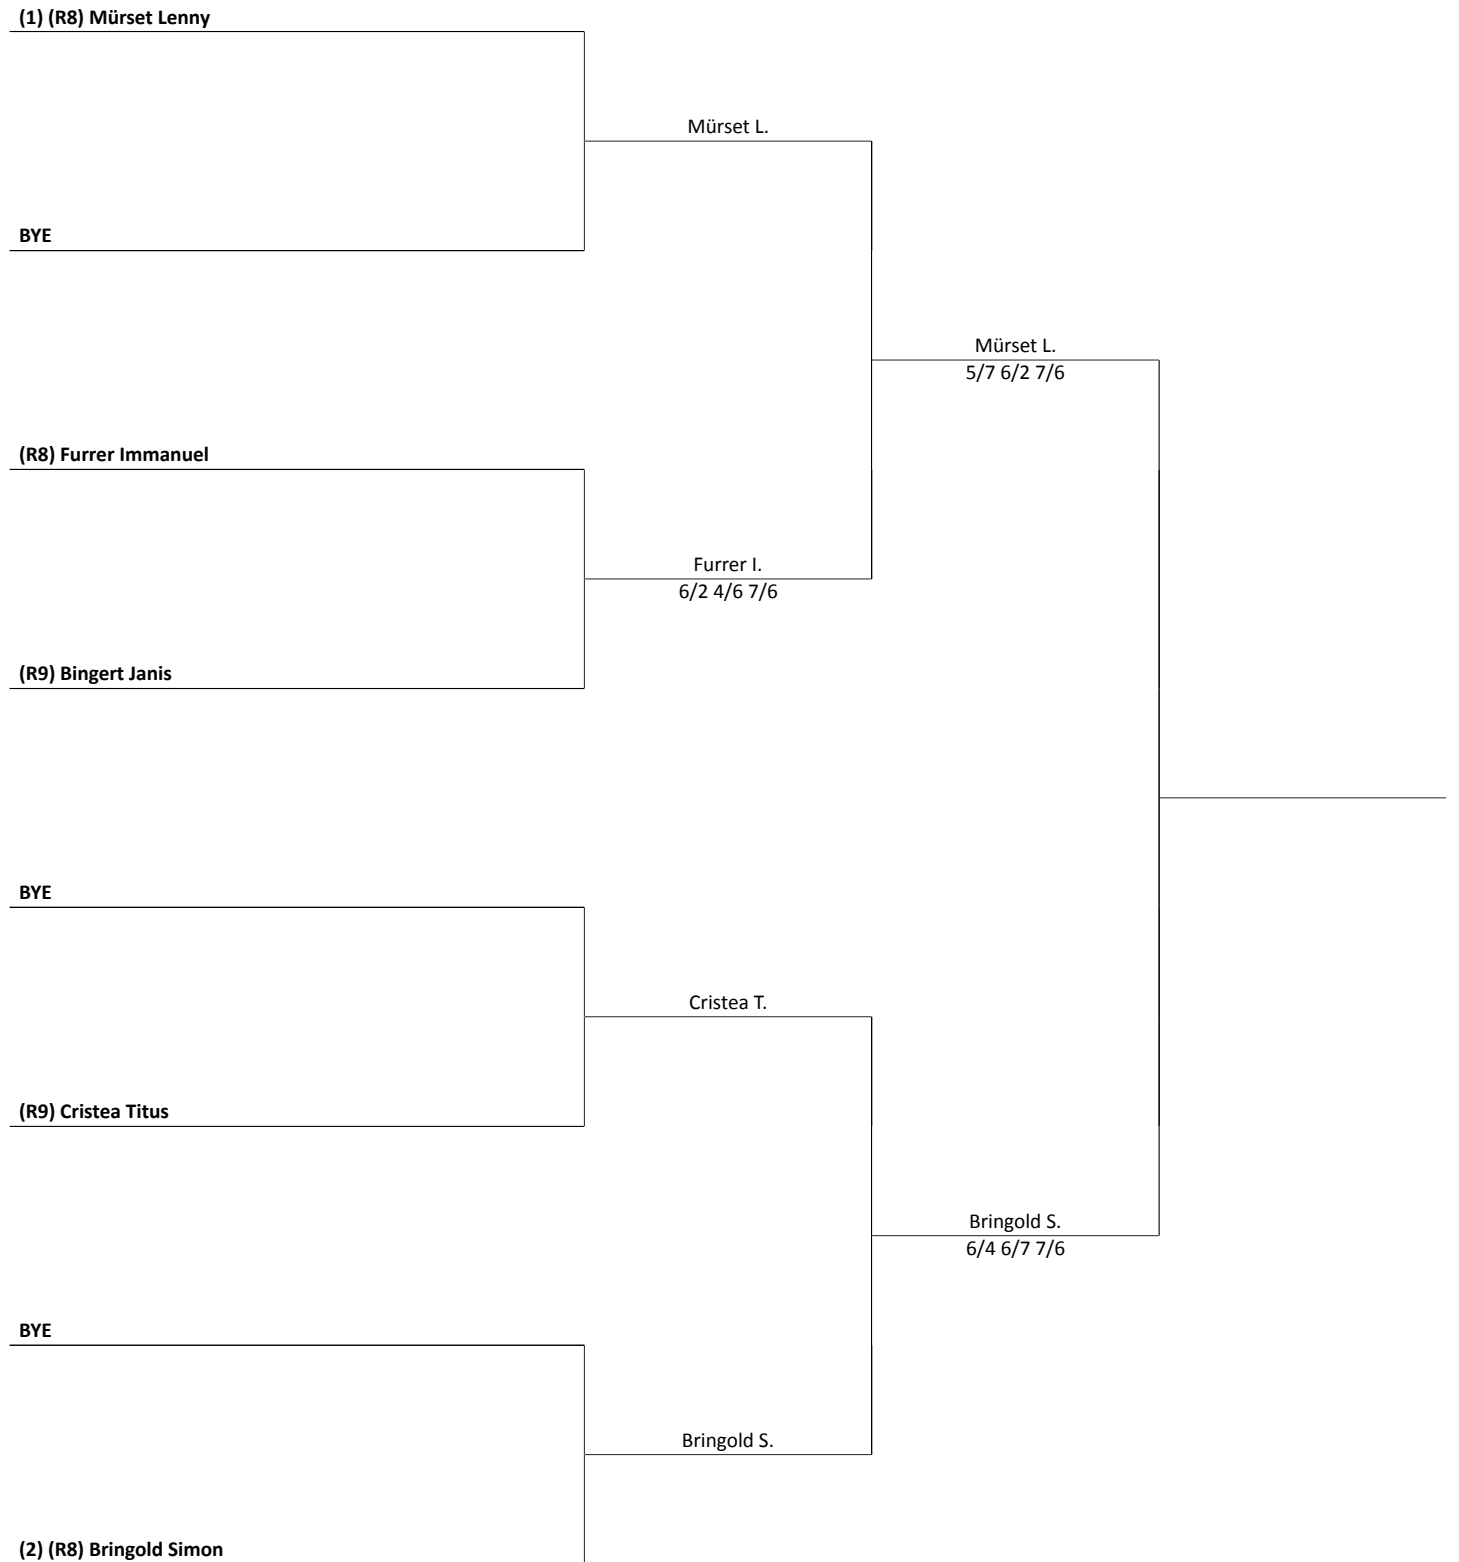 (1) (R8) Mürset Lenny
Mürset L.
BYE
Mürset L.
5/7 6/2 7/6
(R8) Furrer Immanuel
Furrer I.
6/2 4/6 7/6
(R9) Bingert Janis
BYE
Cristea T.
(R9) Cristea Titus
Bringold S.
6/4 6/7 7/6
BYE
Bringold S.
(2) (R8) Bringold Simon